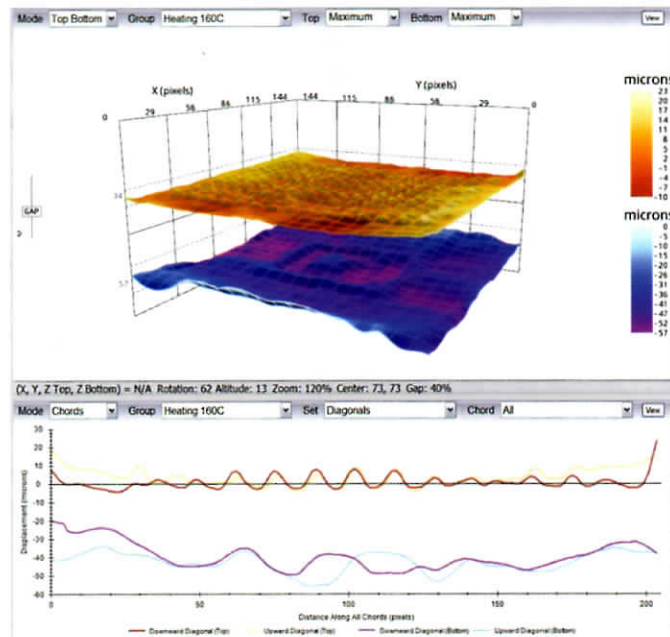 Mode Top Bottom Group Heating 160C Top Maximum Bottom Maximum View
X (pixels) Y (pixels)
0 29 56 86 115 144 144 115 86 56 29 0
microns
23
20
17
14
11
8
5
2
-1
-4
-7
-10
GAP
microns
0
-5
-10
-15
-21
-26
-31
-36
-41
-47
-52
-57
(X, Y, Z Top, Z Bottom) = N/A Rotation: 62 Altitude: 13 Zoom: 120% Center: 73, 73 Gap: 40%
Mode Chords Group Heating 160C Set Diagonals Chord All View
30
20
10
0
-10
-20
-30
-40
-50
-60
Displacement (microns)
0 50 100 150 200
Distance Along All Chords (pixels)
Downward Diagonal (Top) Upward Diagonal (Top) Downward Diagonal (Bottom) Upward Diagonal (Bottom)